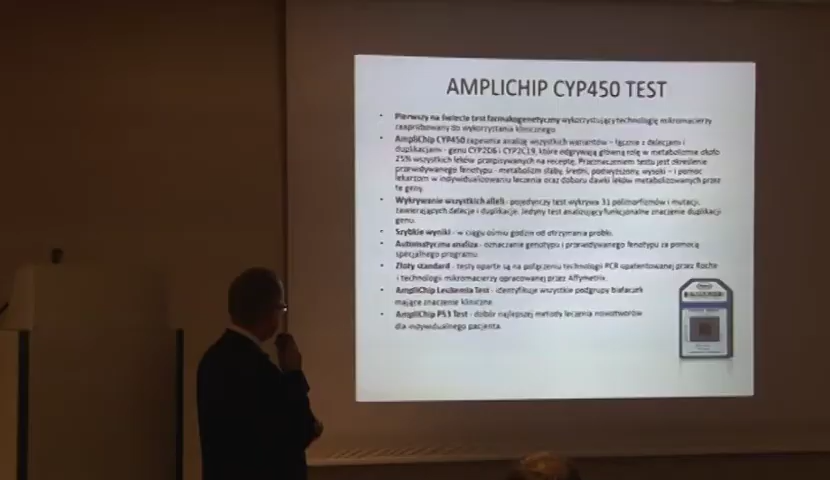 AMPLICHIP CYP450 TEST
• Pierwszy na świecie test farmakogenetyczny wykorzystujący technologię mikromacierzy
zaaprobowany do wykorzystania klinicznego.
• AmpliChip CYP450 zapewnia analizę wszystkich wariantów – łącznie z delecjami i
duplikacjami - genu CYP2D6 i CYP2C19, które odgrywają główną rolę w metabolizmie około
25% wszystkich leków przepisywanych na receptę. Przeznaczeniem testu jest określenie
przewidywanego fenotypu - metabolizm słaby, średni, podwyższony, wysoki – i pomoc
lekarzom w indywidualizowaniu leczenia oraz doboru dawki leków metabolizowanych przez
te geny.
• Wykrywanie wszystkich alleli - pojedynczy test wykrywa 31 polimorfizmów i mutacji,
zawierających delecje i duplikacje. Jedyny test analizujący funkcjonalne znaczenie duplikacji
genu.
• Szybkie wyniki - w ciągu ośmiu godzin od otrzymania próbki.
• Automatyczna analiza - oznaczanie genotypu i przewidywanego fenotypu za pomocą
specjalnego programu.
• Złoty standard - testy oparte są na połączeniu technologii PCR opatentowanej przez Roche
i technologii mikromacierzy opracowanej przez Affymetrix.
• AmpliChip Leukemia Test - identyfikuje wszystkie podgrupy białaczek
mające znaczenie kliniczne.
• AmpliChip P53 Test - dobór najlepszej metody leczenia nowotworów
dla indywidualnego pacjenta.